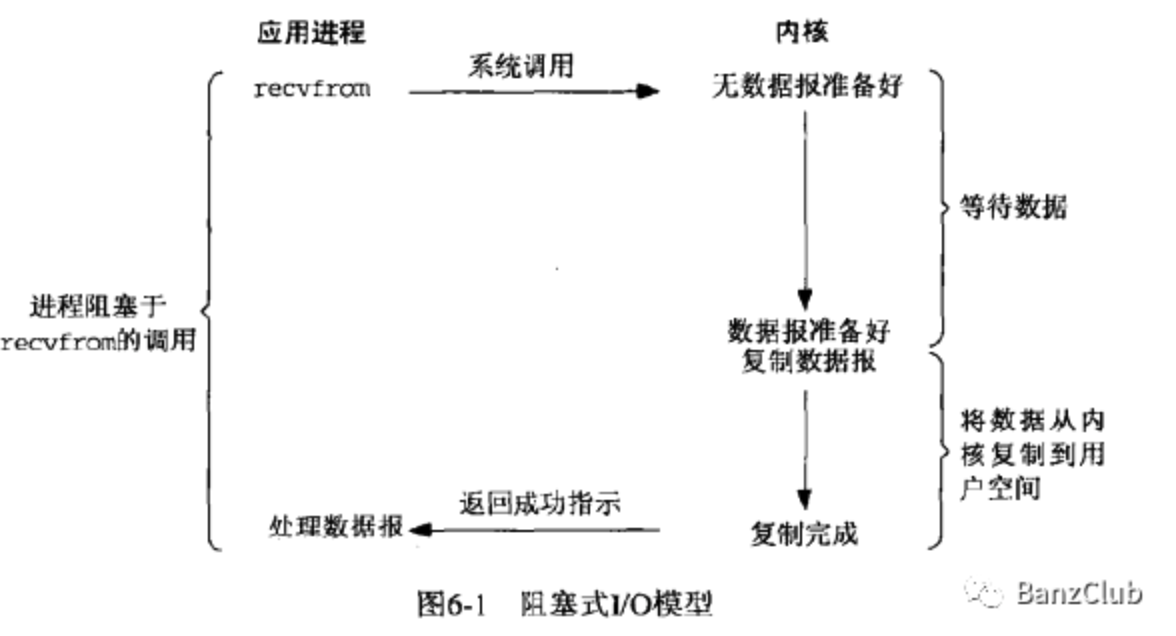 应用进程
内核
recvfrom
系统调用
无数据报准备好
等待数据
进程阻塞于
recvfrom的调用
数据报准备好
复制数据报
将数据从内
核复制到用
户空间
处理数据报
返回成功指示
复制完成
图6-1 阻塞式I/O模型
BanzClub